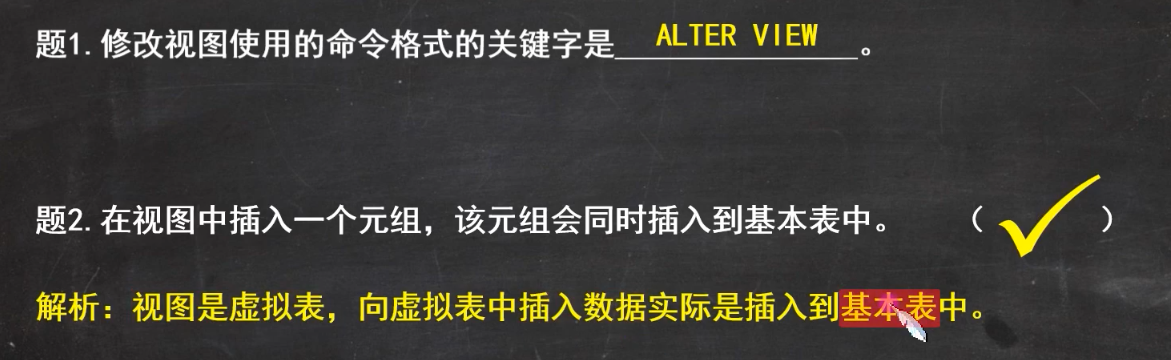 题1.修改视图使用的命令格式的关键字是 ALTER VIEW 。
题2.在视图中插入一个元组，该元组会同时插入到基本表中。 （ ✓ ）
解析：视图是虚拟表，向虚拟表中插入数据实际是插入到基本表中。